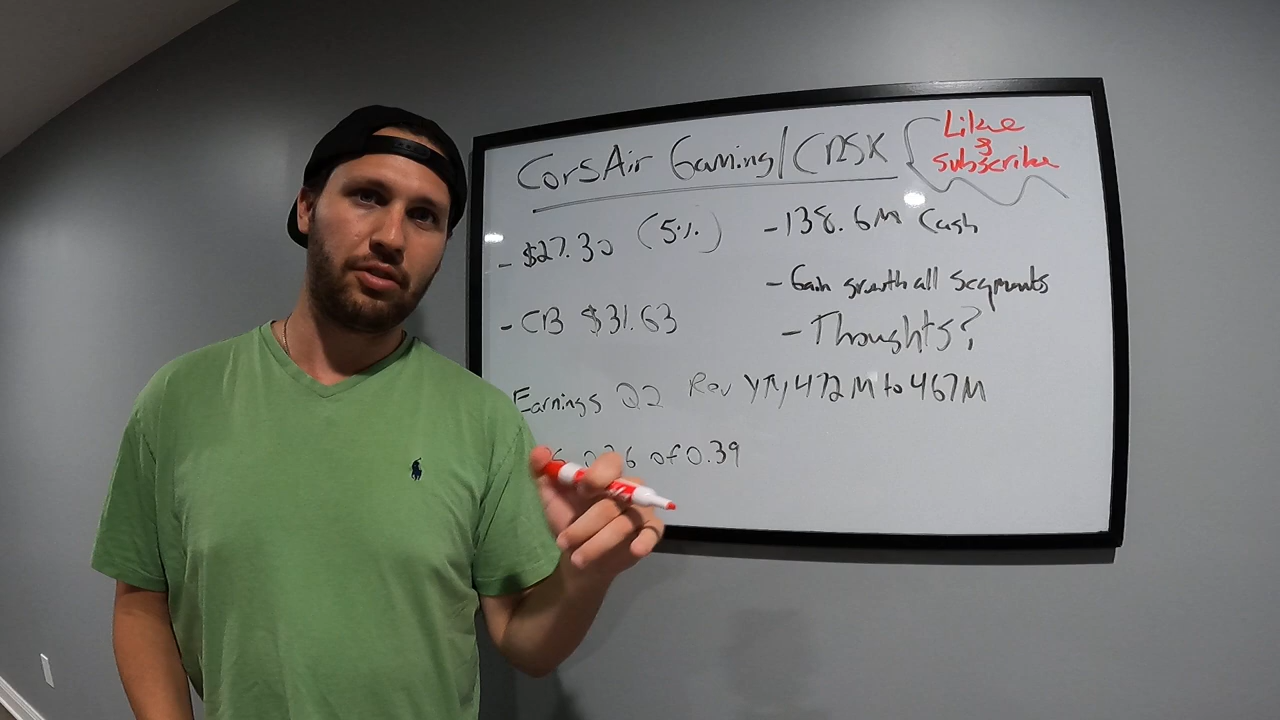 CorsAir Gaming/CRSR
Like
&
subscribe
- $27.30 (5%)
- CB $31.63
- 138.6M Cash
- Gain growth all segments
- Thoughts?
Earnings Q2 Rev YTY 472M to 467M
of 0.39